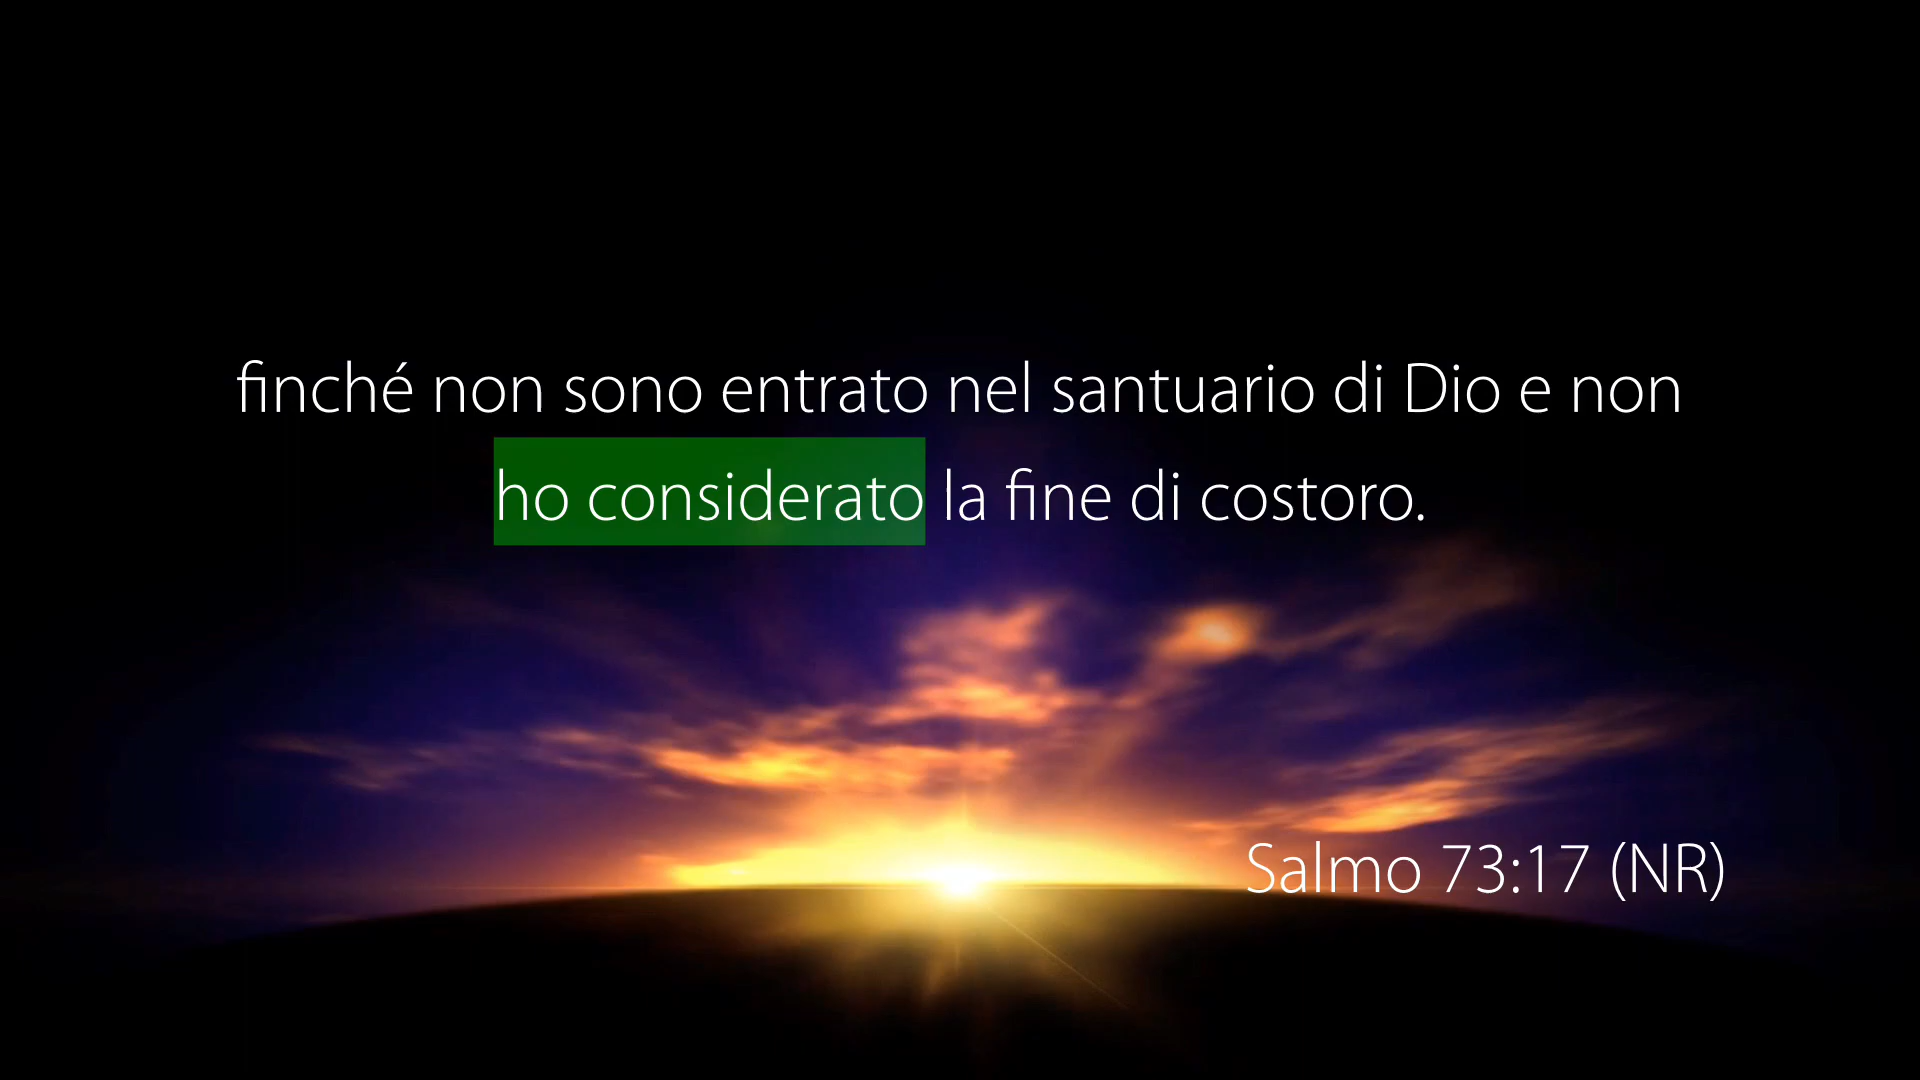 finché non sono entrato nel santuario di Dio e non
ho considerato la fine di costoro.
Salmo 73:17 (NR)